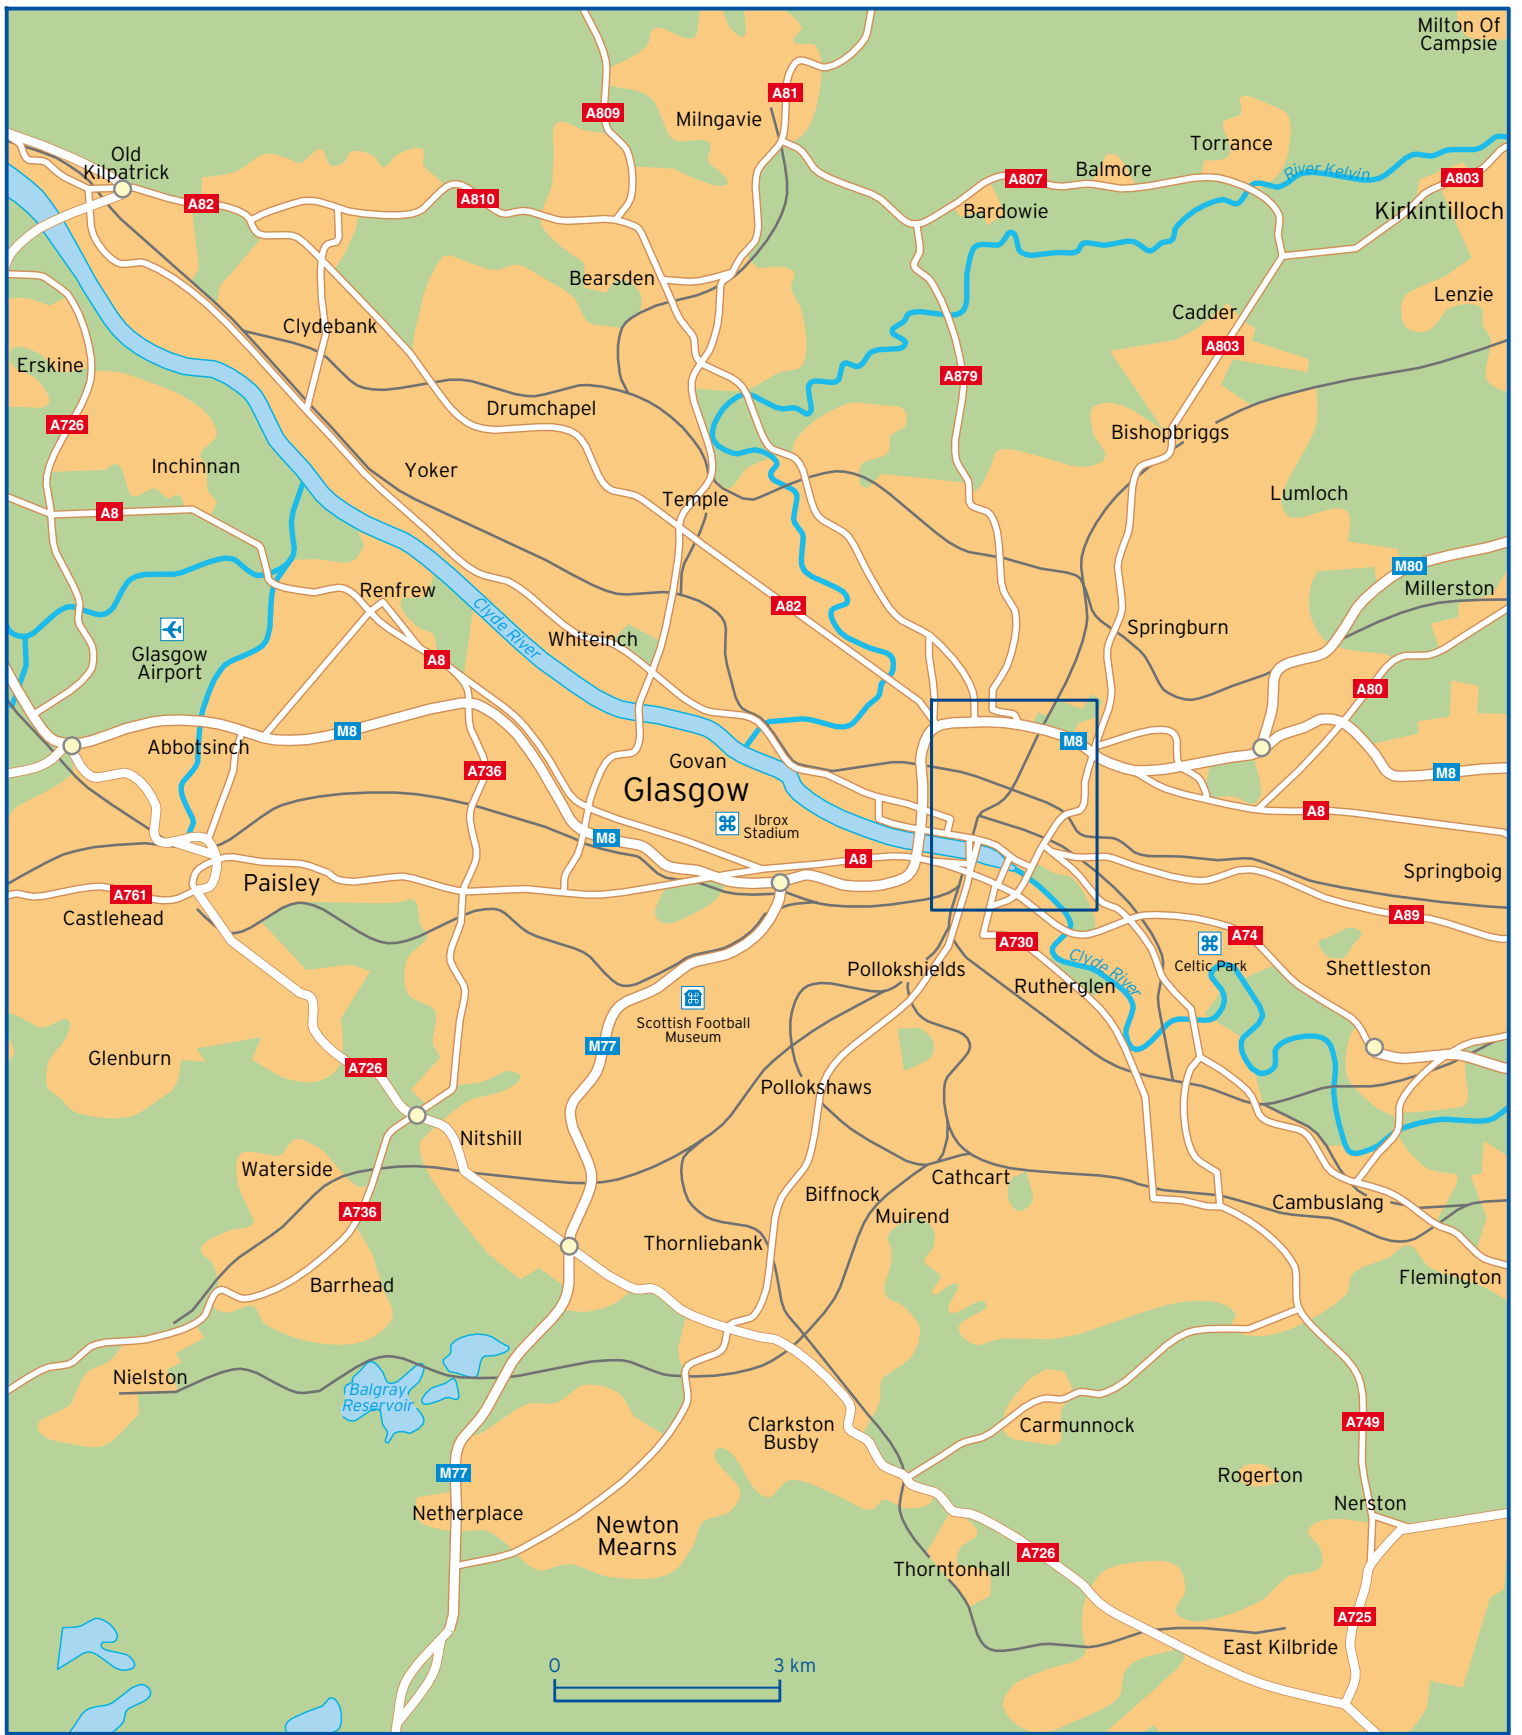 Milton Of
Campsie
A81
A809
Milngavie
Torrance
Old
Kilpatrick
Balmore
River Kelvin
A807
A803
A810
A82
Bardowie
Kirkintilloch
Bearsden
Lenzie
Cadder
Clydebank
A803
Erskine
A879
Drumchapel
A726
Bishopbriggs
Inchinnan
Yoker
Temple
Lumloch
A8
M80
Renfrew
Millerston
A82
Clyde River
Springburn
Whiteinch
Glasgow
Airport
A8
A80
M8
Abbotsinch
M8
Govan
A736
M8
Glasgow
A8
Ibrox
Stadium
M8
A8
Springboig
Paisley
A761
Castlehead
A89
A74
A730
Celtic Park
Pollokshields
Clyde River
Shettleston
Rutherglen
Scottish Football
Museum
M77
Glenburn
A726
Pollokshaws
Nitshill
Waterside
Cathcart
Biffnock
Cambuslang
A736
Muirend
Thornliebank
Flemington
Barrhead
Nielston
Balgray
Reservoir
A749
Clarkston
Busby
Carmunnock
M77
Rogerton
Nerston
Netherplace
Newton
Mearns
A726
Thorntonhall
A725
East Kilbride
0
3 km